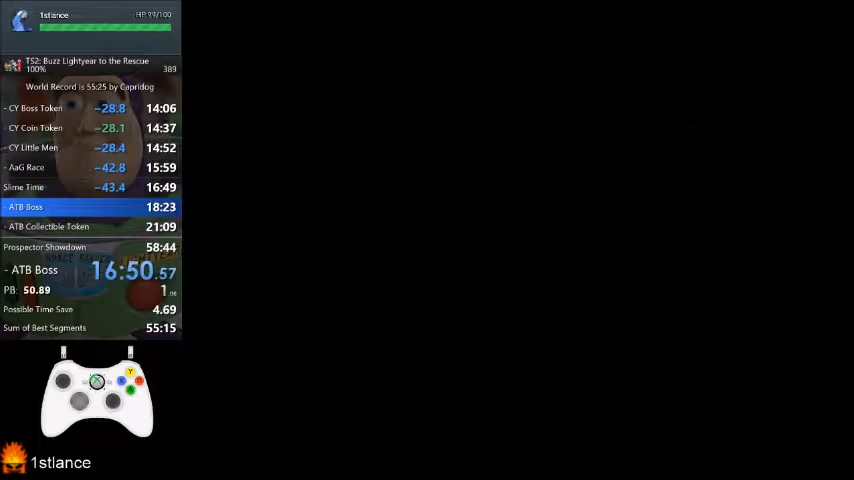 1stlance HP 99/100
TS2: Buzz Lightyear to the Rescue
100% 389
World Record is 55:25 by Capridog
- CY Boss Token -28.8 14:06
- CY Coin Token -28.1 14:37
- CY Little Men -28.4 14:52
- AaG Race -42.8 15:59
Slime Time -43.4 16:49
- ATB Boss 18:23
- ATB Collectible Token 21:09
Prospector Showdown 58:44
- ATB Boss 16:50.57
PB: 50.89
Possible Time Save 4.69
Sum of Best Segments 55:15
Y
X B
A
1stlance